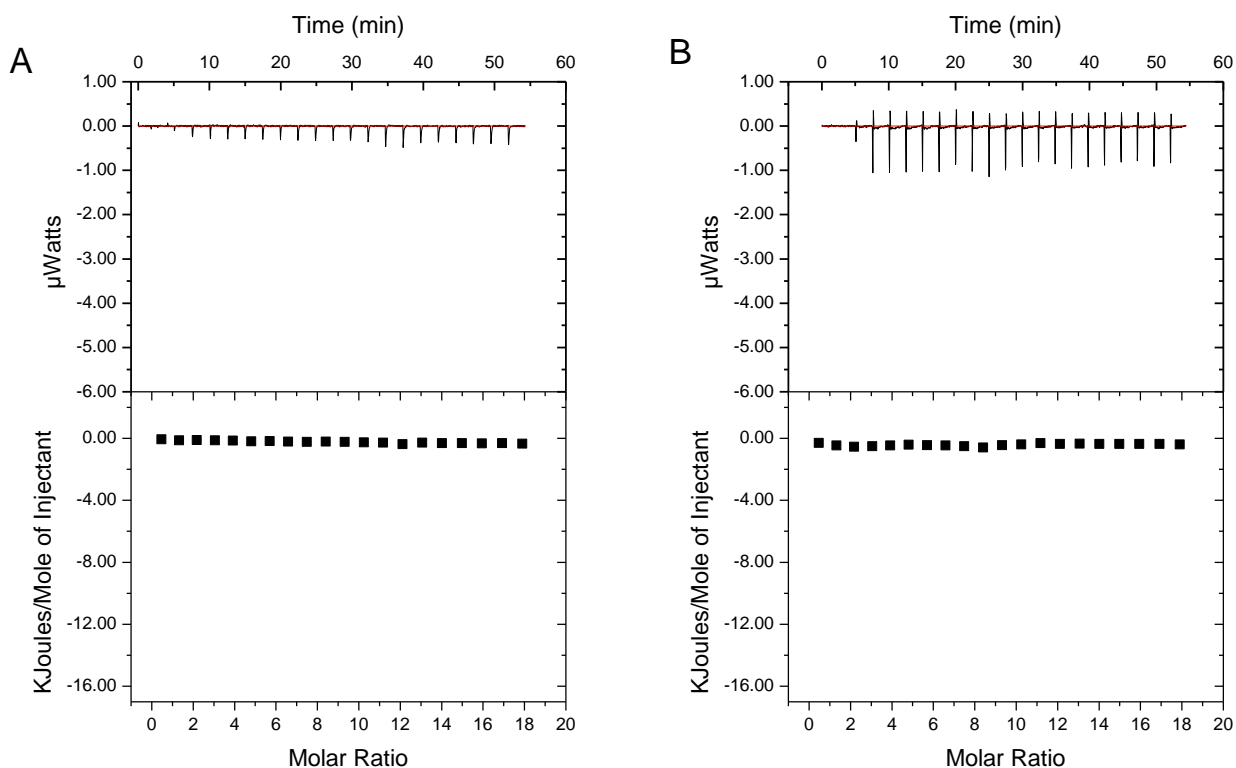 A
Time (min)
0 10 20 30 40 50 60
1.00
0.00
-1.00
-2.00
-3.00
-4.00
-5.00
-6.00
µWatts
0.00
-4.00
-8.00
-12.00
-16.00
KJoules/Mole of Injectant
0 2 4 6 8 10 12 14 16 18 20
Molar Ratio
B
Time (min)
0 10 20 30 40 50 60
1.00
0.00
-1.00
-2.00
-3.00
-4.00
-5.00
-6.00
µWatts
0.00
-4.00
-8.00
-12.00
-16.00
KJoules/Mole of Injectant
0 2 4 6 8 10 12 14 16 18 20
Molar Ratio